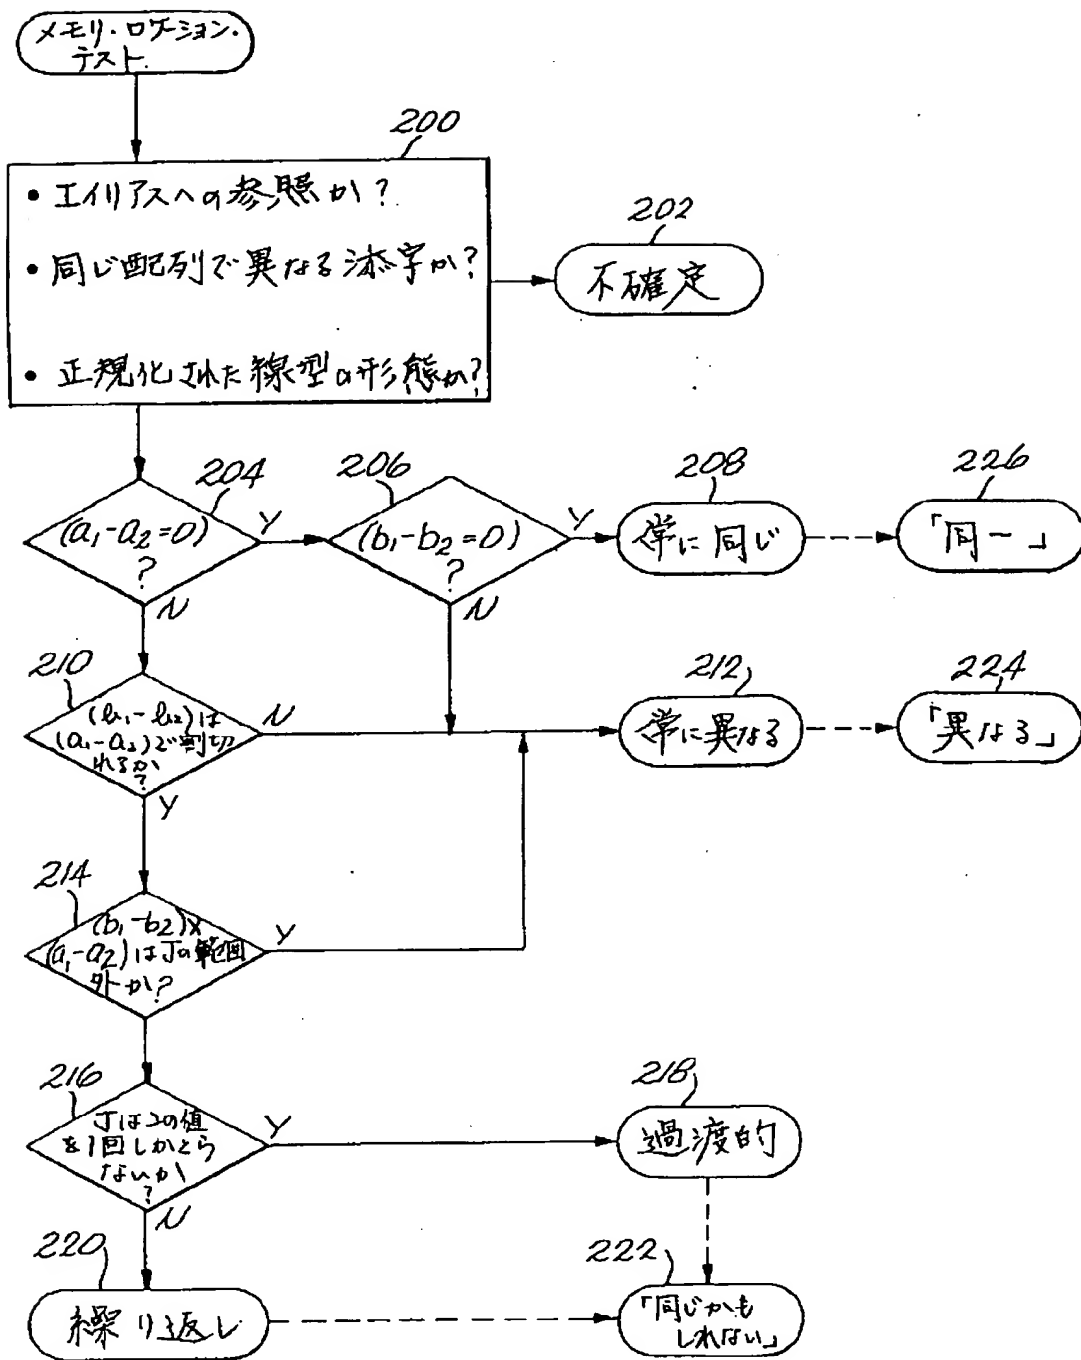 メモリ・ロケーション・
テスト
200
• エイリアスへの参照か?
• 同じ配列で異なる添字か?
• 正規化された線型の形態か?
202
不確定
204
(a₁-a₂=0)
?
Y
N
206
(b₁-b₂=0)
?
Y
N
208
常に同じ
226
「同一」
210
(b₁-b₂)は
(a₁-a₂)で割切
れるか
?
N
Y
212
常に異なる
224
「異なる」
214
(b₁-b₂)×
(a₁-a₂)はJの範囲
外か?
Y
216
Jはこの値
を1回しかとら
ないか
?
Y
N
218
過渡的
220
繰り返し
222
「同じかも
しれない」